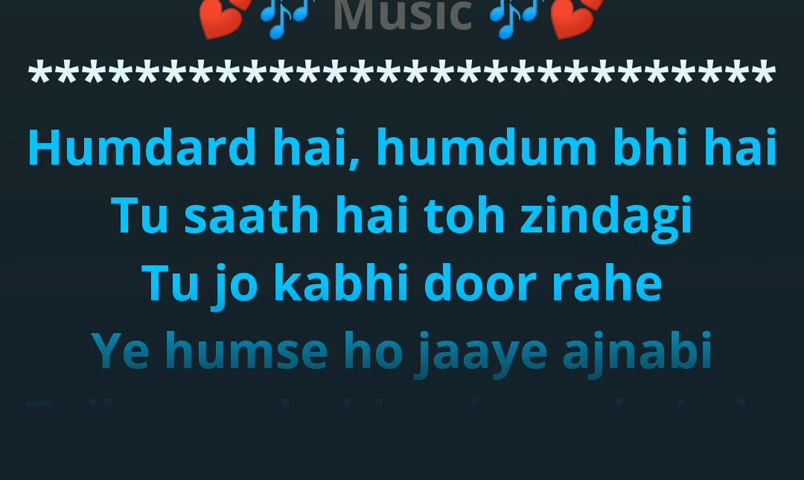 💕🎶 Music 🎶💕
****************************
Humdard hai, humdum bhi hai
Tu saath hai toh zindagi
Tu jo kabhi door rahe
Ye humse ho jaaye ajnabi